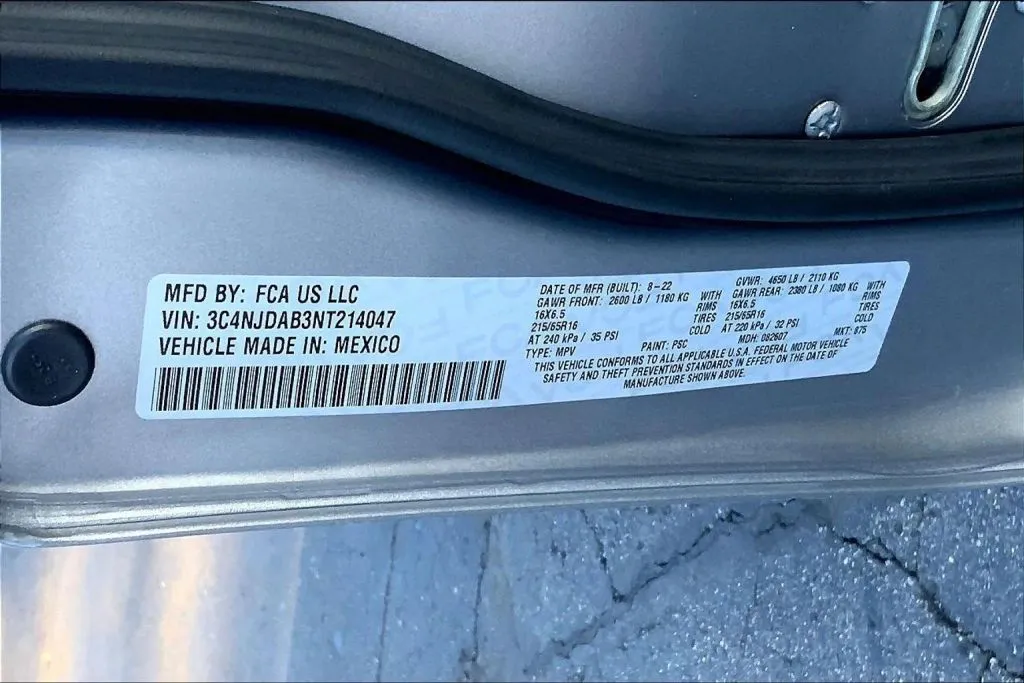 MFD BY: FCA US LLC
VIN: 3C4NJDAB3NT214047
VEHICLE MADE IN: MEXICO
DATE OF MFR (BUILT): 8-22 GVWR: 4650 LB / 2110 KG
GAWR FRONT: 2600 LB / 1180 KG WITH GAWR REAR: 2380 LB / 1080 KG WITH
16X6.5 RIMS 16X6.5 RIMS
215/65R16 TIRES 215/65R16 TIRES
AT 240 kPa / 35 PSI COLD AT 220 kPa / 32 PSI COLD
TYPE: MPV PAINT: PSC MDH: 082607 MXT: 875
THIS VEHICLE CONFORMS TO ALL APPLICABLE U.S.A. FEDERAL MOTOR VEHICLE
SAFETY AND THEFT PREVENTION STANDARDS IN EFFECT ON THE DATE OF
MANUFACTURE SHOWN ABOVE.